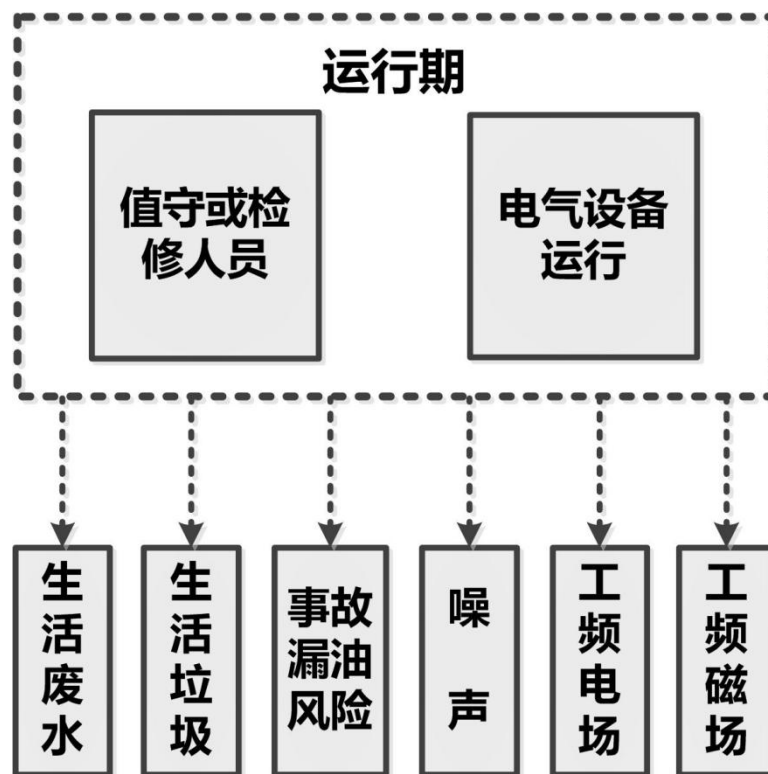 运行期
值守或检
修人员
电气设备
运行
生活废水
生活垃圾
事故
漏油
风险
噪声
工频电场
工频磁场